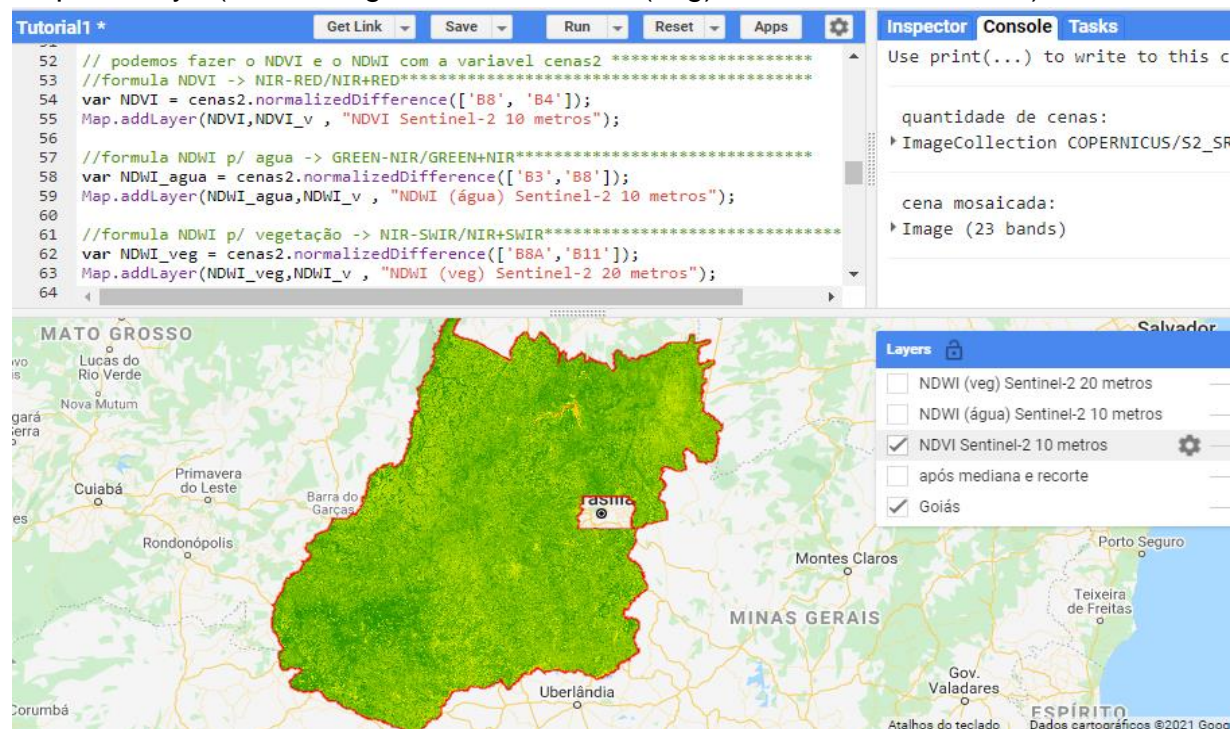 Tutorial1 *
Get Link
Save
Run
Reset
Apps
52 // podemos fazer o NDVI e o NDWI com a variavel cenas2 **********************
53 //formula NDVI -> NIR-RED/NIR+RED*********************************************
54 var NDVI = cenas2.normalizedDifference(['B8', 'B4']);
55 Map.addLayer(NDVI,NDVI_v , "NDVI Sentinel-2 10 metros");
56
57 //formula NDWI p/ agua -> GREEN-NIR/GREEN+NIR*********************************
58 var NDWI_agua = cenas2.normalizedDifference(['B3','B8']);
59 Map.addLayer(NDWI_agua,NDWI_v , "NDWI (água) Sentinel-2 10 metros");
60
61 //formula NDWI p/ vegetação -> NIR-SWIR/NIR+SWIR*********************************
62 var NDWI_veg = cenas2.normalizedDifference(['B8A','B11']);
63 Map.addLayer(NDWI_veg,NDWI_v , "NDWI (veg) Sentinel-2 20 metros");
64
Inspector Console Tasks
Use print(...) to write to this c
quantidade de cenas:
ImageCollection COPERNICUS/S2_SR
cena mosaicada:
Image (23 bands)
MATO GROSSO
Lucas do
Rio Verde
Nova Mutum
Primavera
do Leste
Cuiabá
Barra do
Garças
Rondonópolis
Uberlândia
Corumbá
Montes Claros
MINAS GERAIS
Salvador
Layers
NDWI (veg) Sentinel-2 20 metros
NDWI (água) Sentinel-2 10 metros
NDVI Sentinel-2 10 metros
após mediana e recorte
Goiás
Porto Seguro
Teixeira
de Freitas
Gov.
Valadares
ESPÍRITO
Atalhos do teclado
Dados cartográficos ©2021 Goog